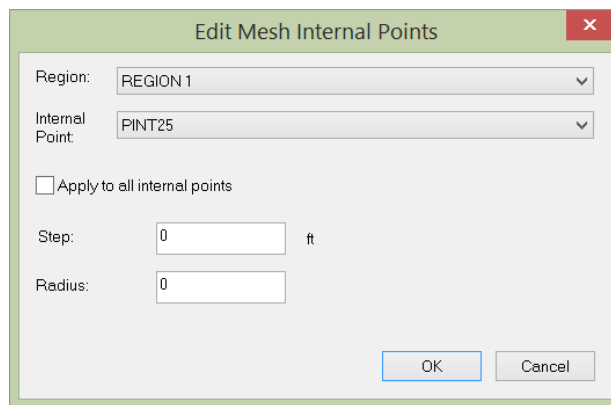 Edit Mesh Internal Points
Region:
REGION 1
Internal
Point:
PINT25
Apply to all internal points
Step:
0
ft
Radius:
0
OK
Cancel